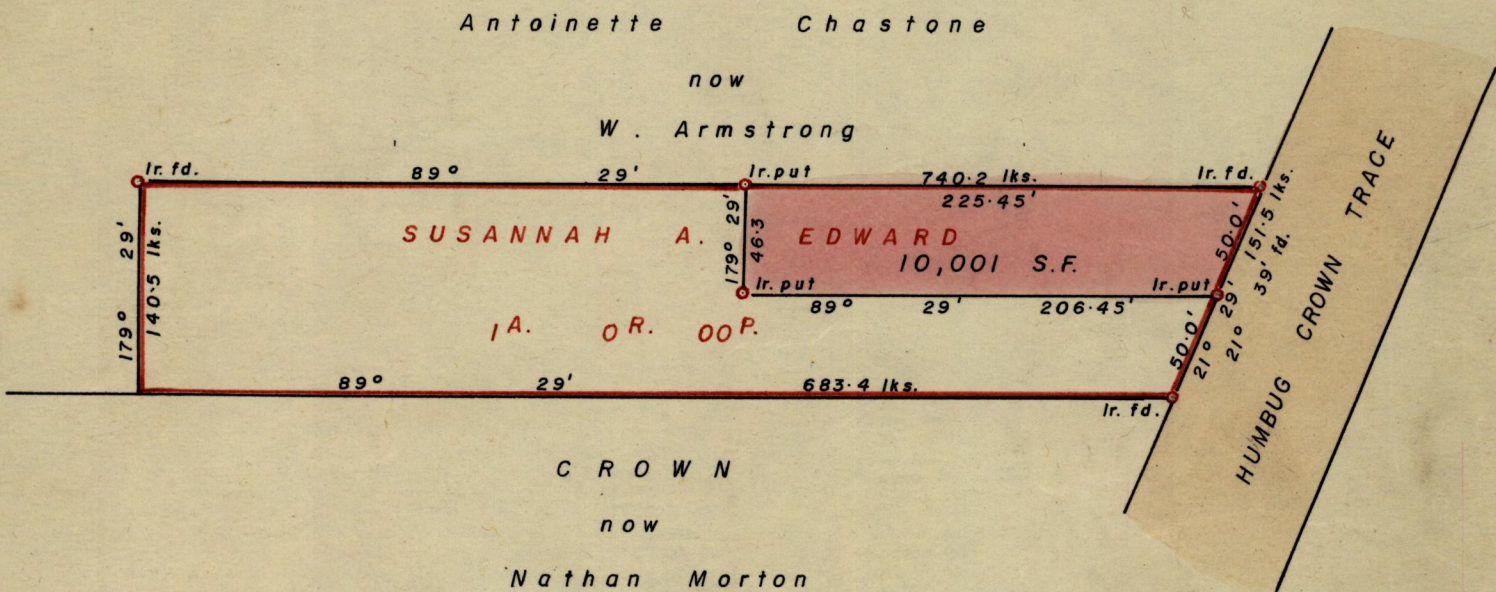 Antoinette Chastone
now
W. Armstrong
Ir. fd.
89° 29'
Ir. put
740·2 lks.
Ir. fd.
225·45'
179° 29'
140·5 lks.
SUSANNAH A. EDWARD
179° 29'
46·3
10,001 S.F.
50·0'
151·5 lks.
Ir. put
Ir. put
89° 29' 206·45'
21° 29'
21° 39' fd.
1A. 0R. 00P.
50·0'
89° 29' 683·4 lks.
Ir. fd.
HUMBUG CROWN TRACE
CROWN
now
Nathan Morton